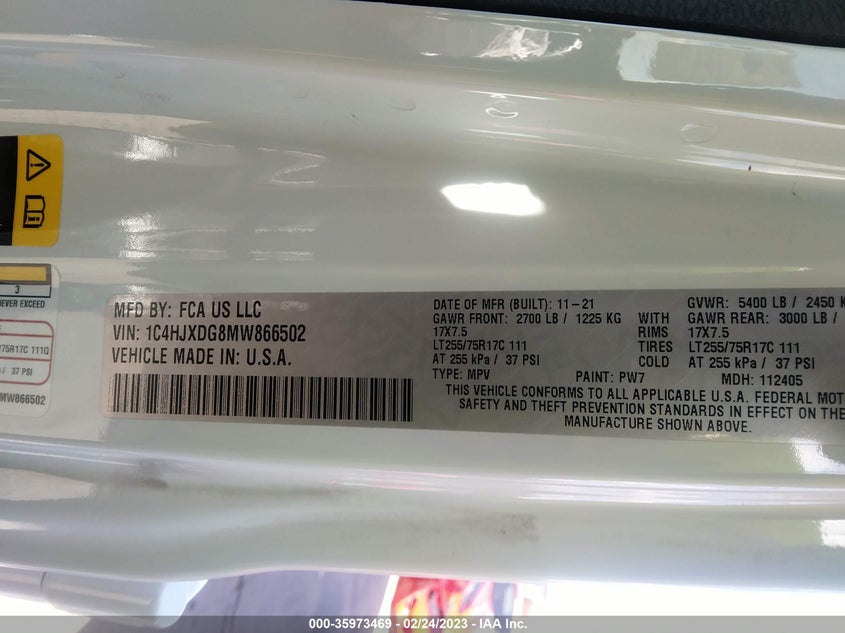 3
NEVER EXCEED
/75R17C 111Q
MW866502
MFD BY: FCA US LLC
VIN: 1C4HJXDG8MW866502
VEHICLE MADE IN: U.S.A.
DATE OF MFR (BUILT): 11-21
GAWR FRONT: 2700 LB / 1225 KG WITH
17X7.5 RIMS
LT255/75R17C 111 TIRES
AT 255 kPa / 37 PSI COLD
TYPE: MPV PAINT: PW7
GVWR: 5400 LB / 2450 K
GAWR REAR: 3000 LB /
17X7.5
LT255/75R17C 111
AT 255 kPa / 37 PSI
MDH: 112405
THIS VEHICLE CONFORMS TO ALL APPLICABLE U.S.A. FEDERAL MOT
SAFETY AND THEFT PREVENTION STANDARDS IN EFFECT ON THE
MANUFACTURE SHOWN ABOVE.
000-35973469 - 02/24/2023 - IAA Inc.